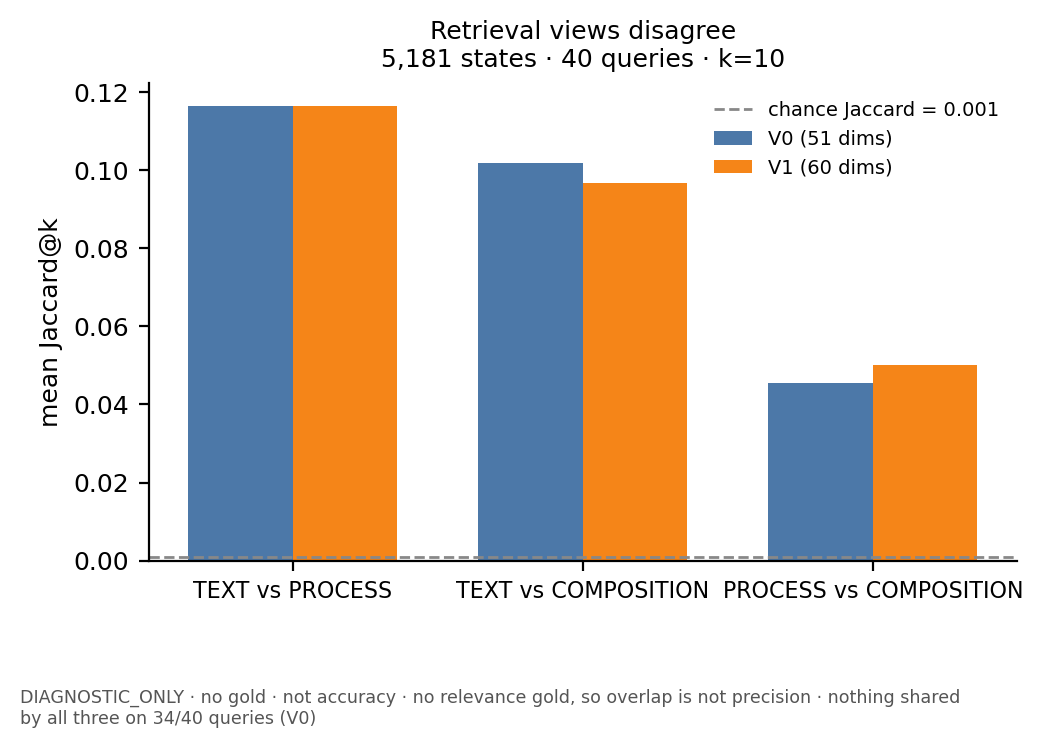 Retrieval views disagree
5,181 states · 40 queries · k=10
0.12
0.10
0.08
0.06
0.04
0.02
0.00
mean Jaccard@k
chance Jaccard = 0.001
V0 (51 dims)
V1 (60 dims)
TEXT vs PROCESS
TEXT vs COMPOSITION
PROCESS vs COMPOSITION
DIAGNOSTIC_ONLY · no gold · not accuracy · no relevance gold, so overlap is not precision · nothing shared
by all three on 34/40 queries (V0)